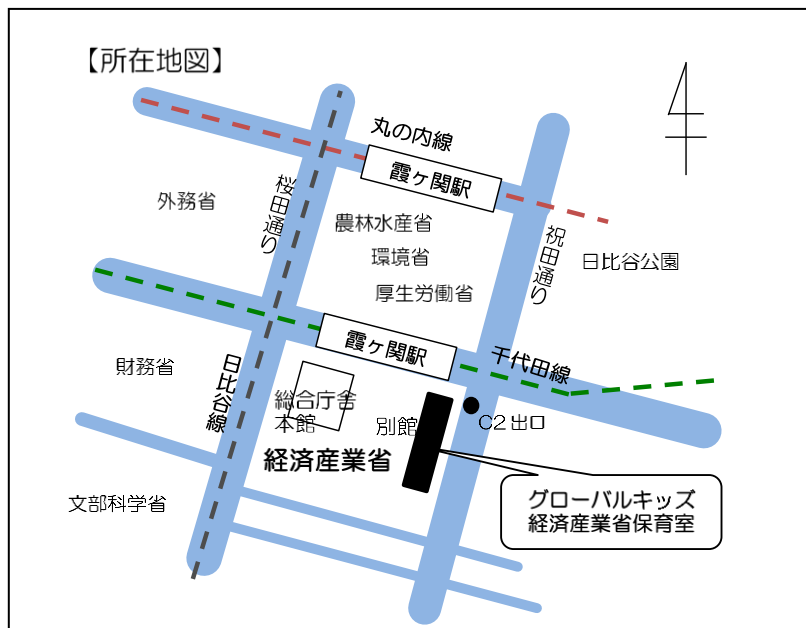 【所在地図】
丸の内線
霞ヶ関駅
桜田通り
外務省
農林水産省
環境省
厚生労働省
祝田通り
日比谷公園
霞ヶ関駅
千代田線
財務省
日比谷線
総合庁舎
本館
別館
C2出口
経済産業省
文部科学省
グローバルキッズ
経済産業省保育室